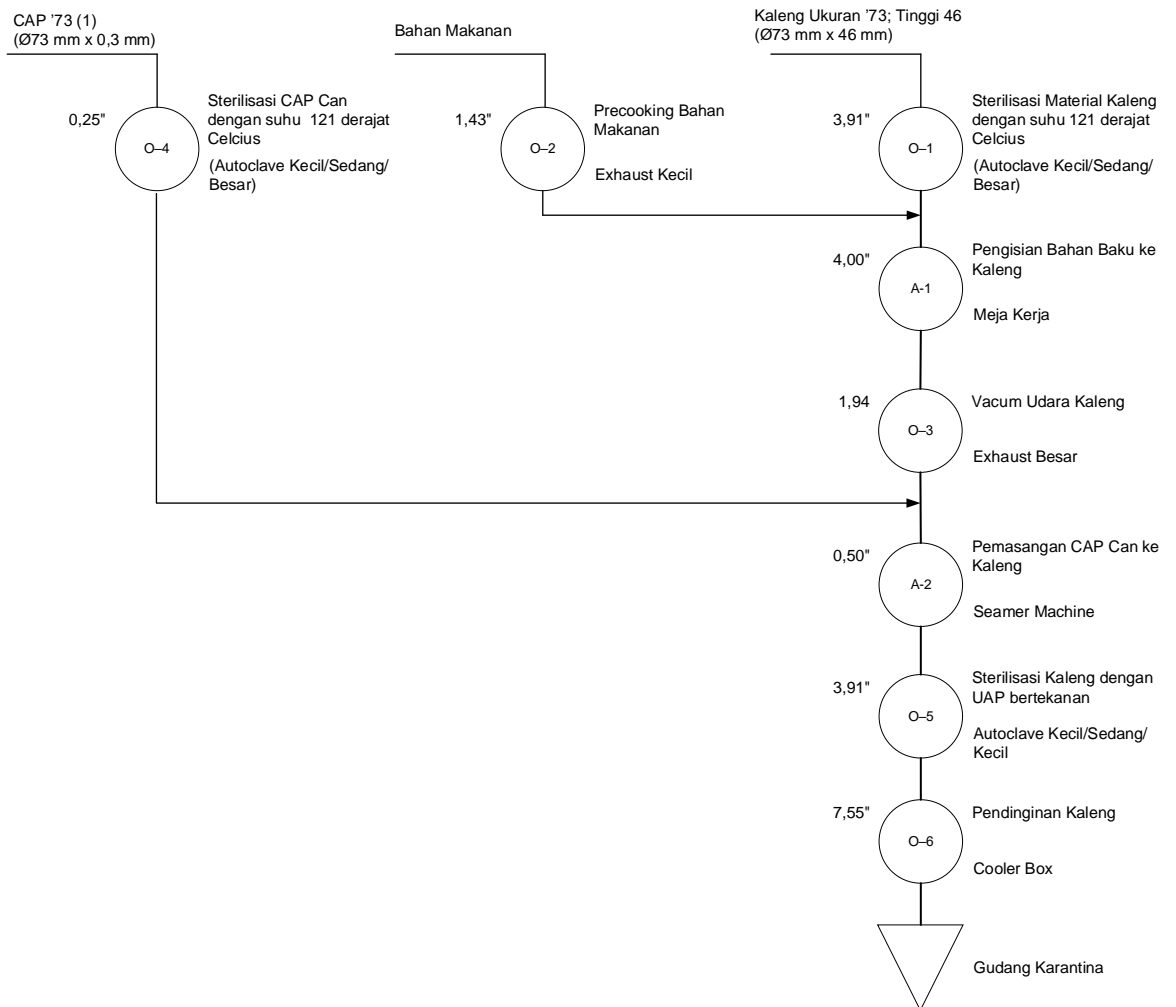 CAP '73 (1)
(Ø73 mm x 0,3 mm)
0,25"
O–4
Sterilisasi CAP Can
dengan suhu 121 derajat
Celcius
(Autoclave Kecil/Sedang/
Besar)
Bahan Makanan
1,43"
O–2
Precooking Bahan
Makanan
Exhaust Kecil
Kaleng Ukuran '73; Tinggi 46
(Ø73 mm x 46 mm)
3,91"
O–1
Sterilisasi Material Kaleng
dengan suhu 121 derajat
Celcius
(Autoclave Kecil/Sedang/
Besar)
4,00"
A-1
Pengisian Bahan Baku ke
Kaleng
Meja Kerja
1,94
O–3
Vacum Udara Kaleng
Exhaust Besar
0,50"
A-2
Pemasangan CAP Can ke
Kaleng
Seamer Machine
3,91"
O–5
Sterilisasi Kaleng dengan
UAP bertekanan
Autoclave Kecil/Sedang/
Kecil
7,55"
O–6
Pendinginan Kaleng
Cooler Box
Gudang Karantina